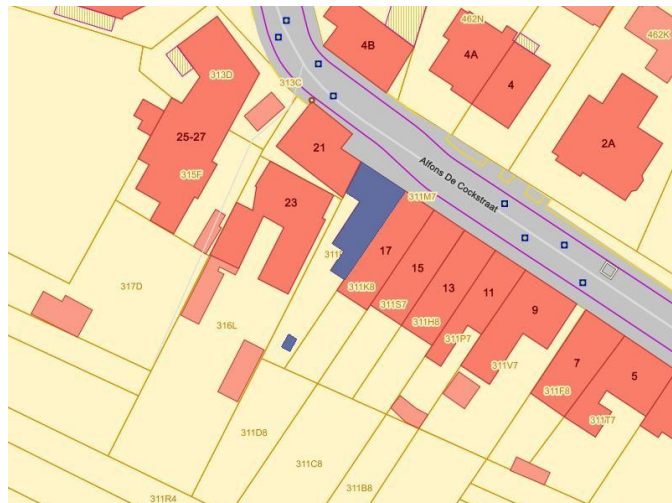 462N
462K
4B
4A
4
313D
313C
2A
25-27
21
315F
Alfons De Cockstraat
23
311M7
17
15
13
11
9
317D
311K8
311S7
311H8
311P7
316L
311V7
7
5
311F8
311T7
311D8
311C8
311B8
311R4